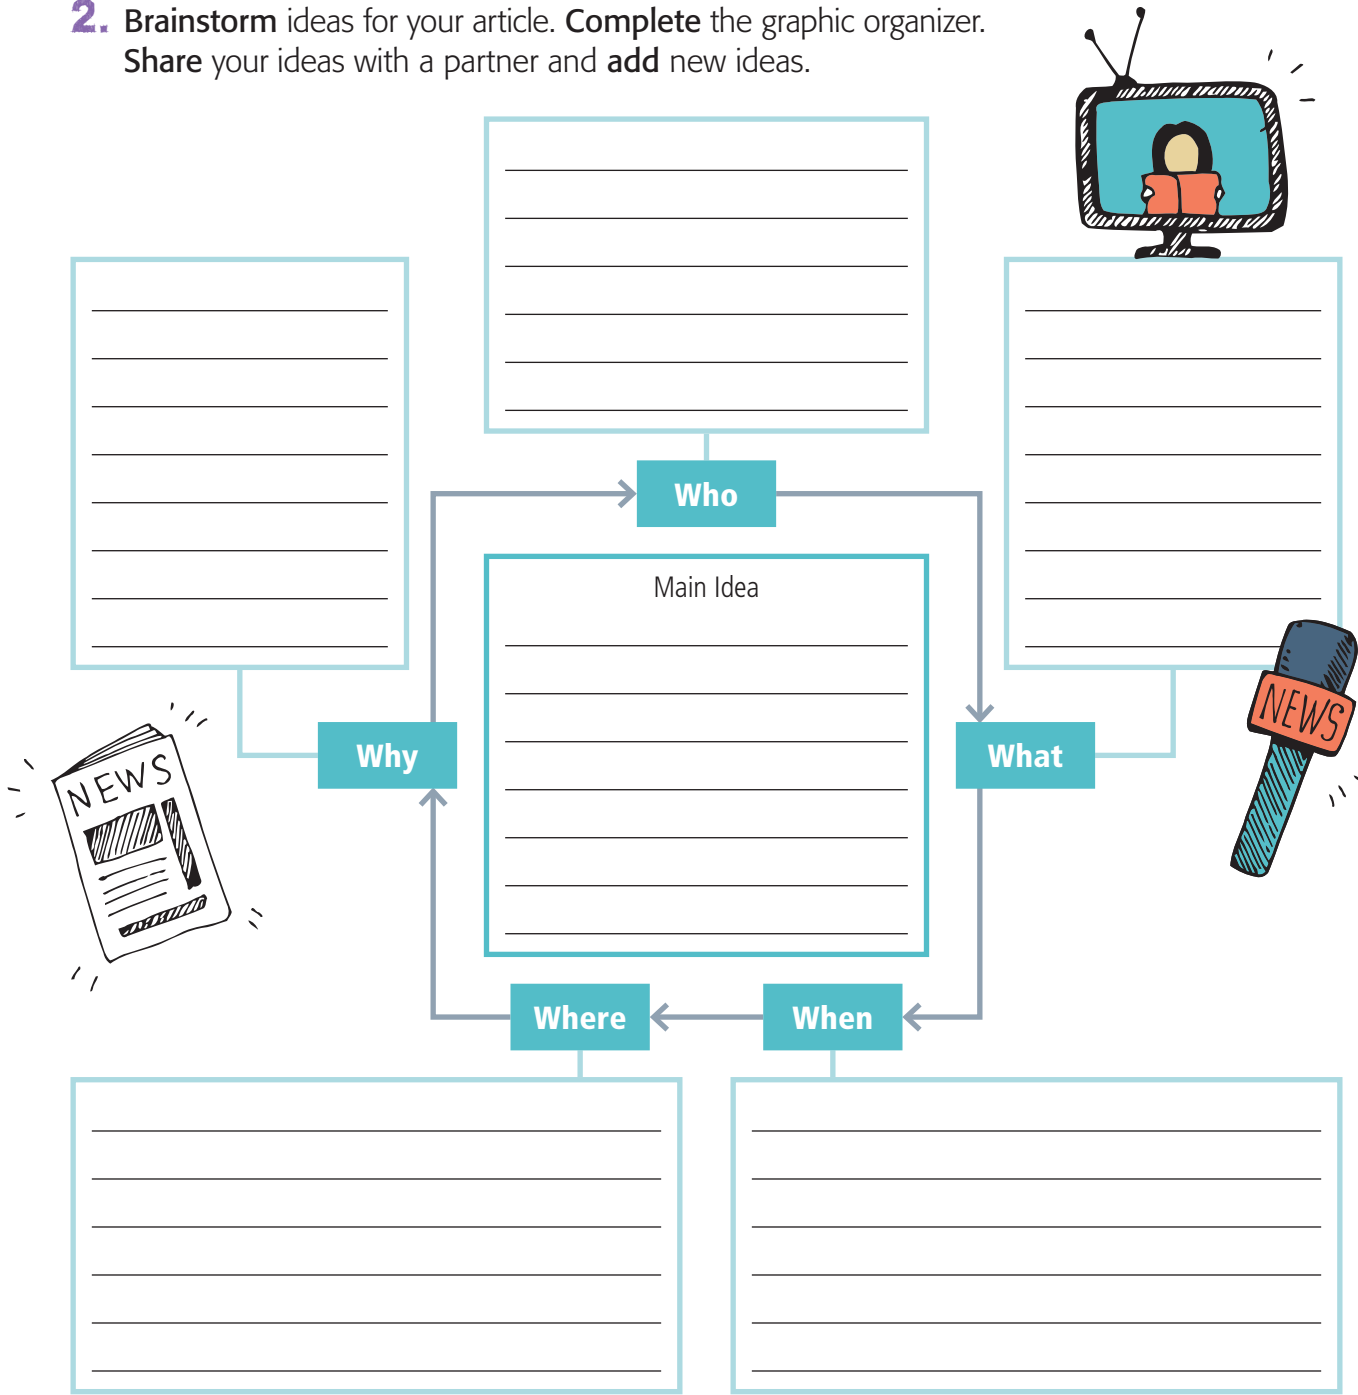 2. Brainstorm ideas for your article. Complete the graphic organizer.
Share your ideas with a partner and add new ideas.
Who
Main Idea
NEWS
Why
What
NEWS
Where
When